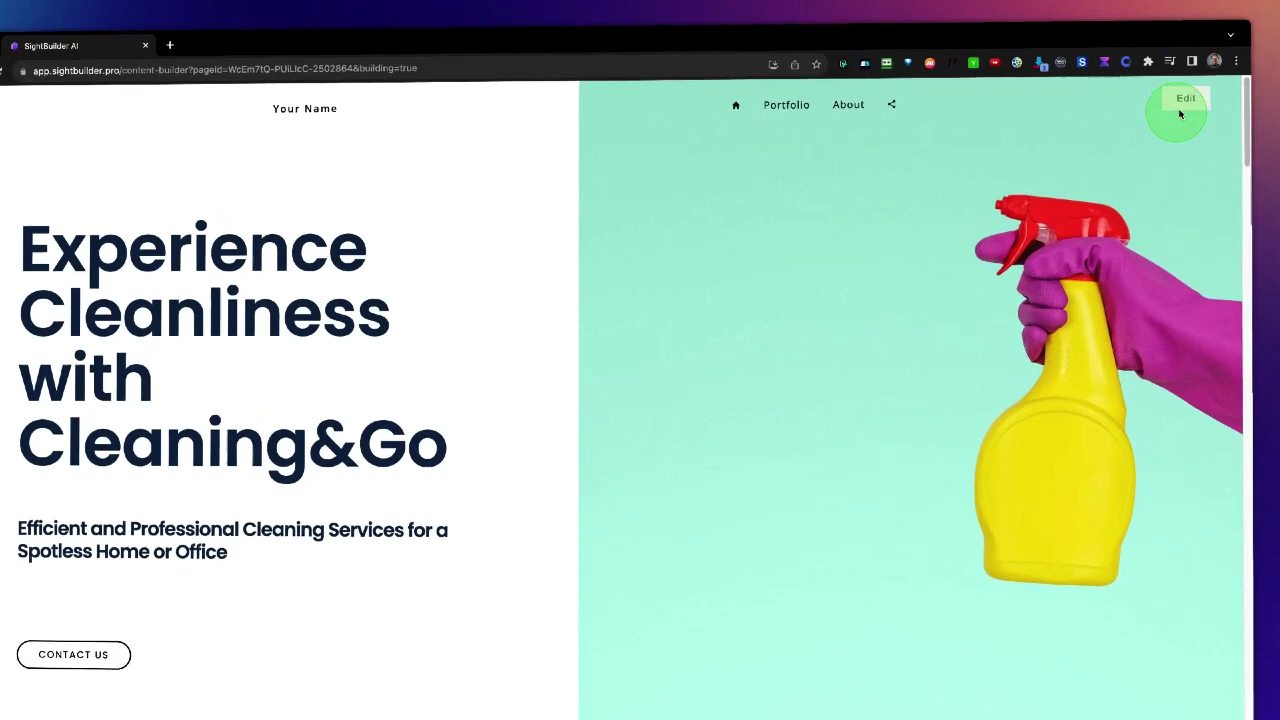 SightBuilder AI
app.sightbuilder.pro/content-builder?pageId=WcEm7tQ-PUiLIcC-2502864&building=true
Your Name
Portfolio
About
Edit
Experience
Cleanliness
with
Cleaning&Go
Efficient and Professional Cleaning Services for a
Spotless Home or Office
CONTACT US